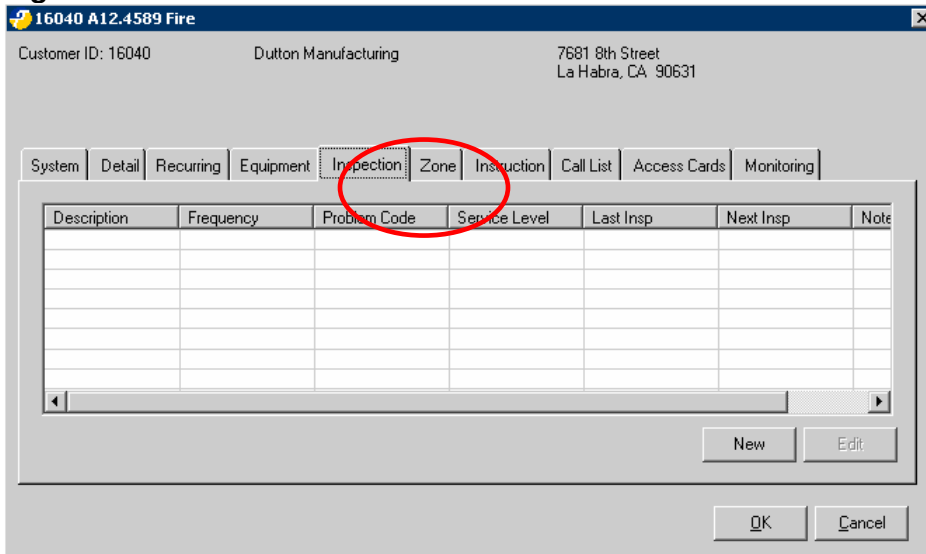 16040 A12.4589 Fire
Customer ID: 16040 Dutton Manufacturing 7681 8th Street
La Habra, CA 90631
System Detail Recurring Equipment Inspection Zone Instruction Call List Access Cards Monitoring
Description Frequency Problem Code Service Level Last Insp Next Insp Note
New Edit
OK Cancel